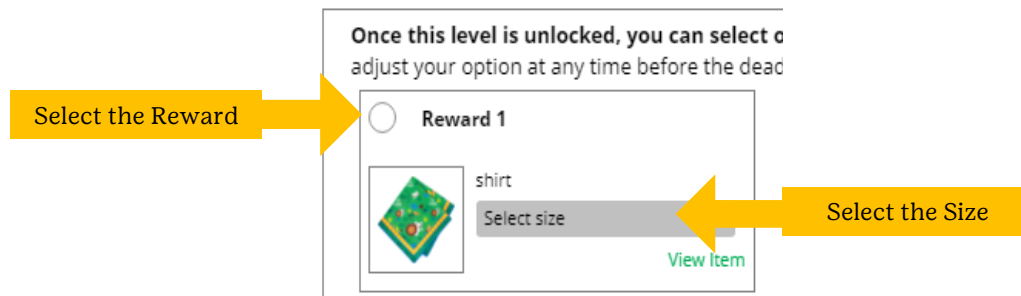 Once this level is unlocked, you can select
adjust your option at any time before the
Select the Reward
Reward 1
shirt
Select size
Select the Size
View Item